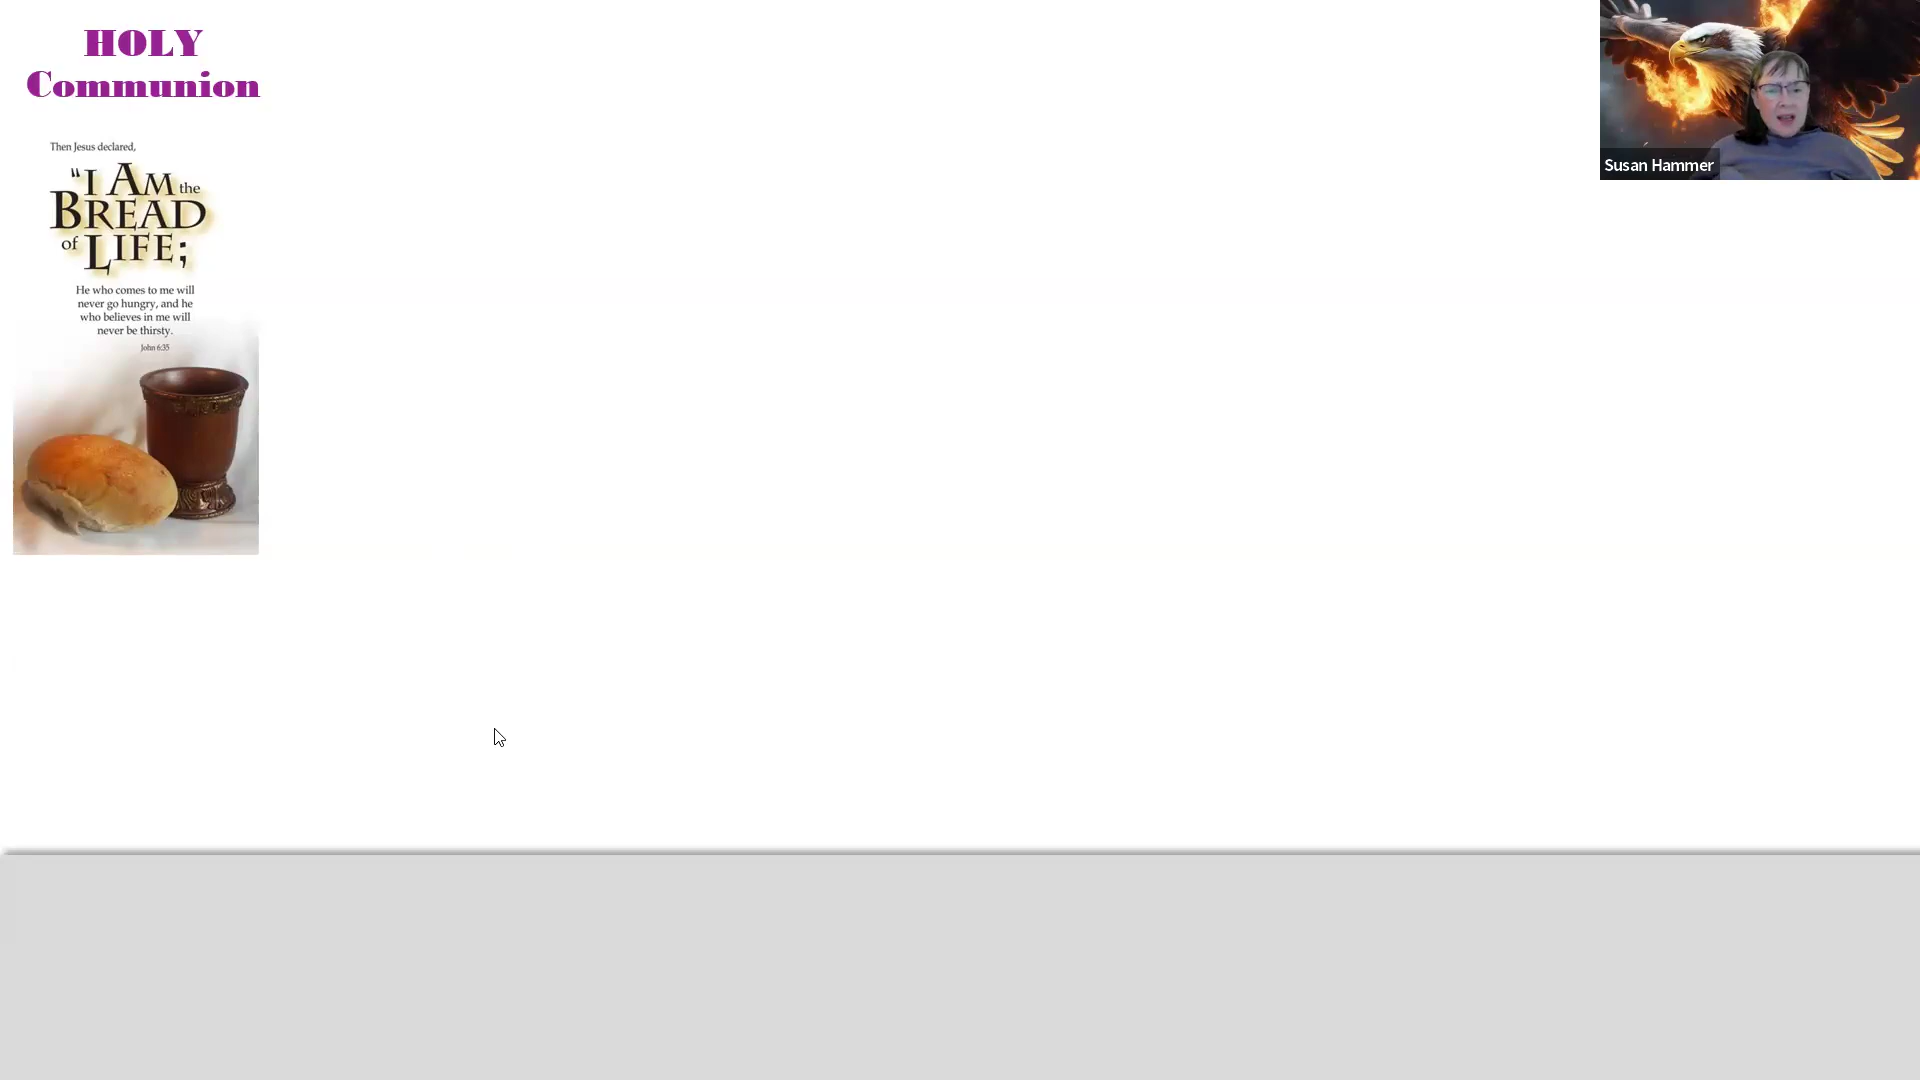 HOLY
Communion
Then Jesus declared,
"I AM the
BREAD
of LIFE;
He who comes to me will
never go hungry, and he
who believes in me will
never be thirsty.
John 6:35
Susan Hammer